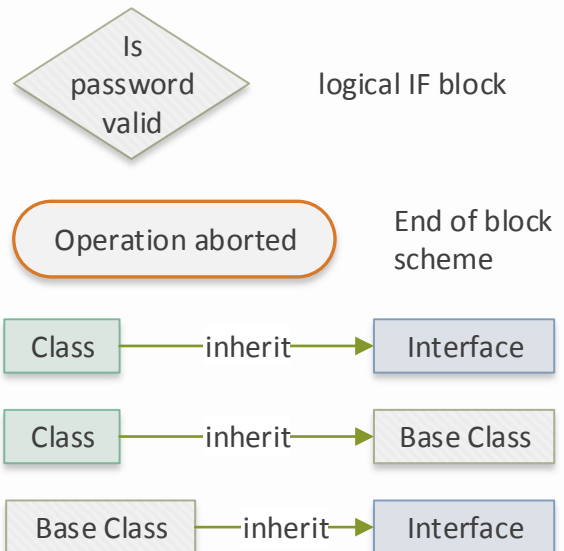 Is
password
valid
logical IF block
Operation aborted
End of block
scheme
Class inherit Interface
Class inherit Base Class
Base Class inherit Interface